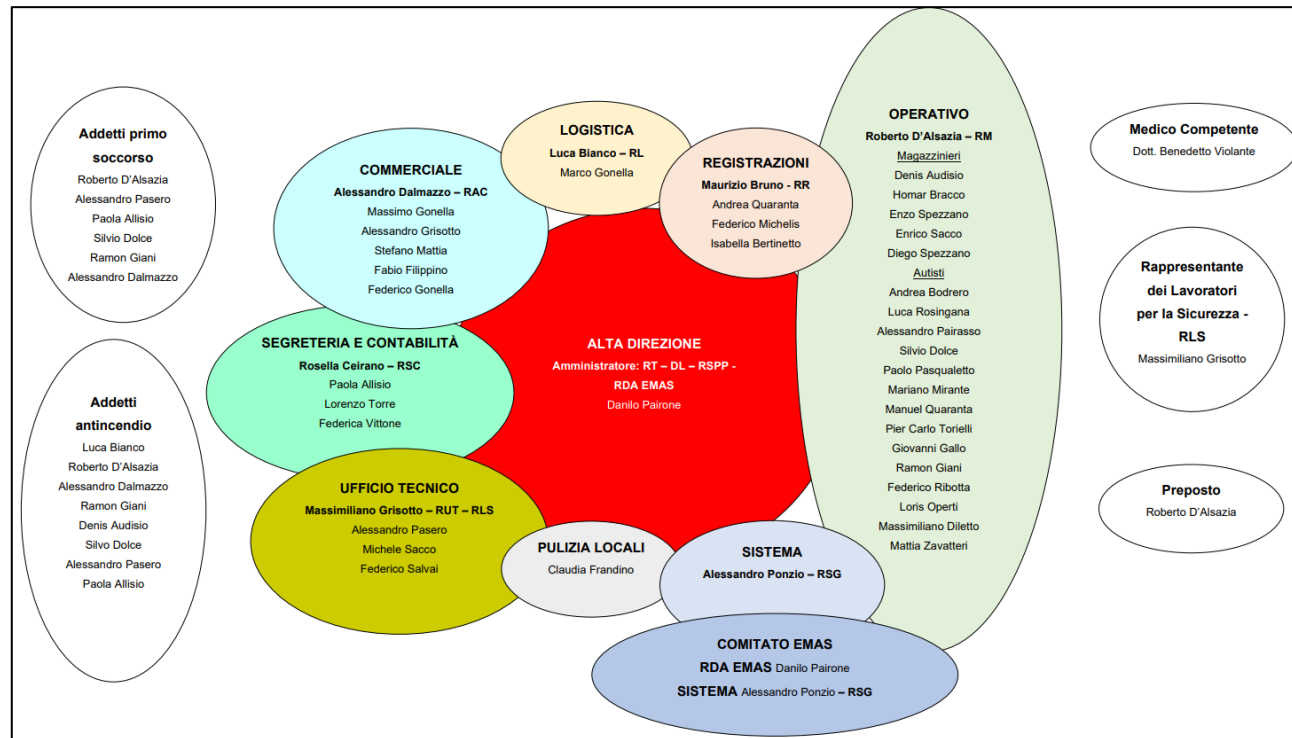 Addetti primo
soccorso
Roberto D'Alsazia
Alessandro Pasero
Paola Allisio
Silvio Dolce
Ramon Giani
Alessandro Dalmazzo
Addetti
antincendio
Luca Bianco
Roberto D'Alsazia
Alessandro Dalmazzo
Ramon Giani
Denis Audisio
Silvo Dolce
Alessandro Pasero
Paola Allisio
COMMERCIALE
Alessandro Dalmazzo – RAC
Massimo Gonella
Alessandro Grisotto
Stefano Mattia
Fabio Filippino
Federico Gonella
SEGRETERIA E CONTABILITÀ
Rosella Ceirano – RSC
Paola Allisio
Lorenzo Torre
Federica Vittone
UFFICIO TECNICO
Massimiliano Grisotto – RUT – RLS
Alessandro Pasero
Michele Sacco
Federico Salvai
LOGISTICA
Luca Bianco – RL
Marco Gonella
REGISTRAZIONI
Maurizio Bruno - RR
Andrea Quaranta
Federico Michelis
Isabella Bertinetto
ALTA DIREZIONE
Amministratore: RT – DL – RSPP -
RDA EMAS
Danilo Pairone
PULIZIA LOCALI
Claudia Frandino
SISTEMA
Alessandro Ponzio – RSG
COMITATO EMAS
RDA EMAS Danilo Pairone
SISTEMA Alessandro Ponzio – RSG
OPERATIVO
Roberto D'Alsazia – RM
Magazzinieri
Denis Audisio
Homar Bracco
Enzo Spezzano
Enrico Sacco
Diego Spezzano
Autisti
Andrea Bodrero
Luca Rosingana
Alessandro Pairasso
Silvio Dolce
Paolo Pasqualetto
Mariano Mirante
Manuel Quaranta
Pier Carlo Torielli
Giovanni Gallo
Ramon Giani
Federico Ribotta
Loris Operti
Massimiliano Diletto
Mattia Zavatteri
Medico Competente
Dott. Benedetto Violante
Rappresentante
dei Lavoratori
per la Sicurezza -
RLS
Massimiliano Grisotto
Preposto
Roberto D'Alsazia